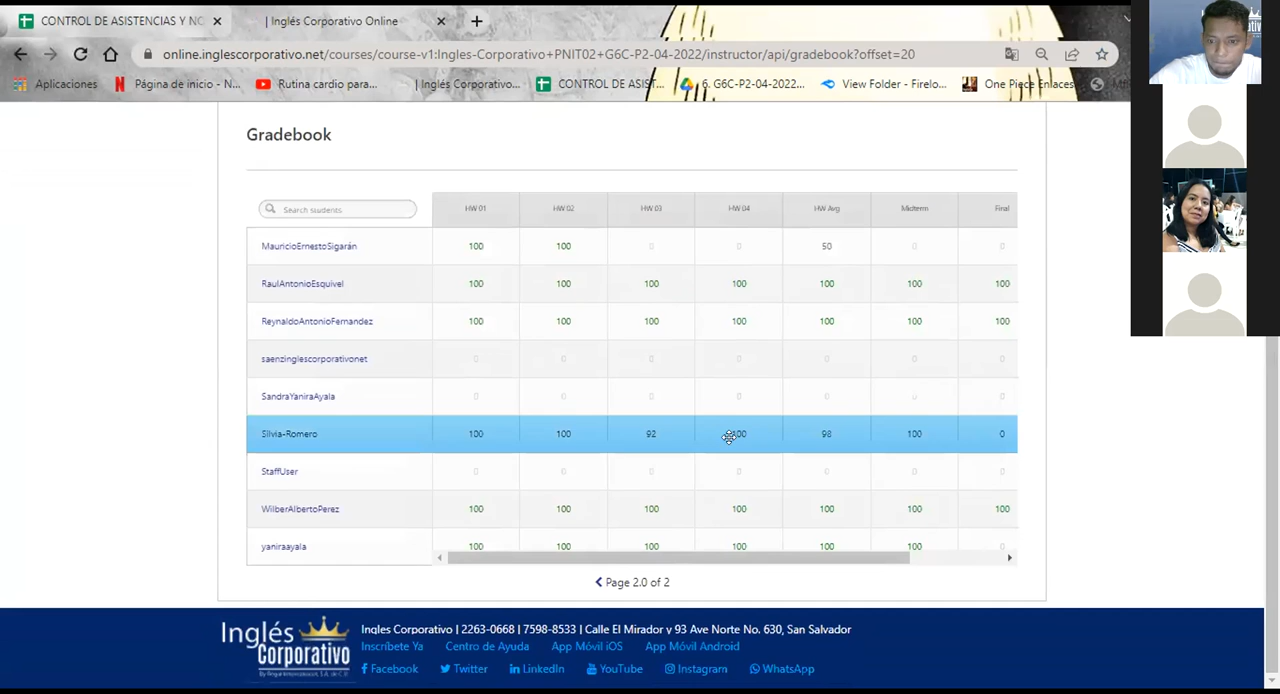 CONTROL DE ASISTENCIAS Y NO
| Inglés Corporativo Online
online.inglescorporativo.net/courses/course-v1:Ingles-Corporativo+PNIT02+G6C-P2-04-2022/instructor/api/gradebook?offset=20
Aplicaciones
Página de inicio - N...
Rutina cardio para...
| Inglés Corporativo...
CONTROL DE ASIST...
6. G6C-P2-04-2022...
View Folder - Firelo...
One Piece Enlaces
Gradebook
Search students
HW 01 HW 02 HW 03 HW 04 HW Avg Midterm Final
MauricioErnestoSigarán 100 100 0 0 50 0 0
RaulAntonioEsquivel 100 100 100 100 100 100 100
ReynaldoAntonioFernandez 100 100 100 100 100 100 100
saenzinglescorporativonet 0 0 0 0 0 0 0
SandraYaniraAyala 0 0 0 0 0 0 0
Silvia-Romero 100 100 92 100 98 100 0
StaffUser 0 0 0 0 0 0 0
WilberAlbertoPerez 100 100 100 100 100 100 100
yaniraayala 100 100 100 100 100 100 0
Page 2.0 of 2
Inglés Corporativo
By Regal Internacional, S.A. de C.V.
Ingles Corporativo | 2263-0668 | 7598-8533 | Calle El Mirador y 93 Ave Norte No. 630, San Salvador
Inscríbete Ya Centro de Ayuda App Móvil iOS App Móvil Android
Facebook Twitter LinkedIn YouTube Instagram WhatsApp